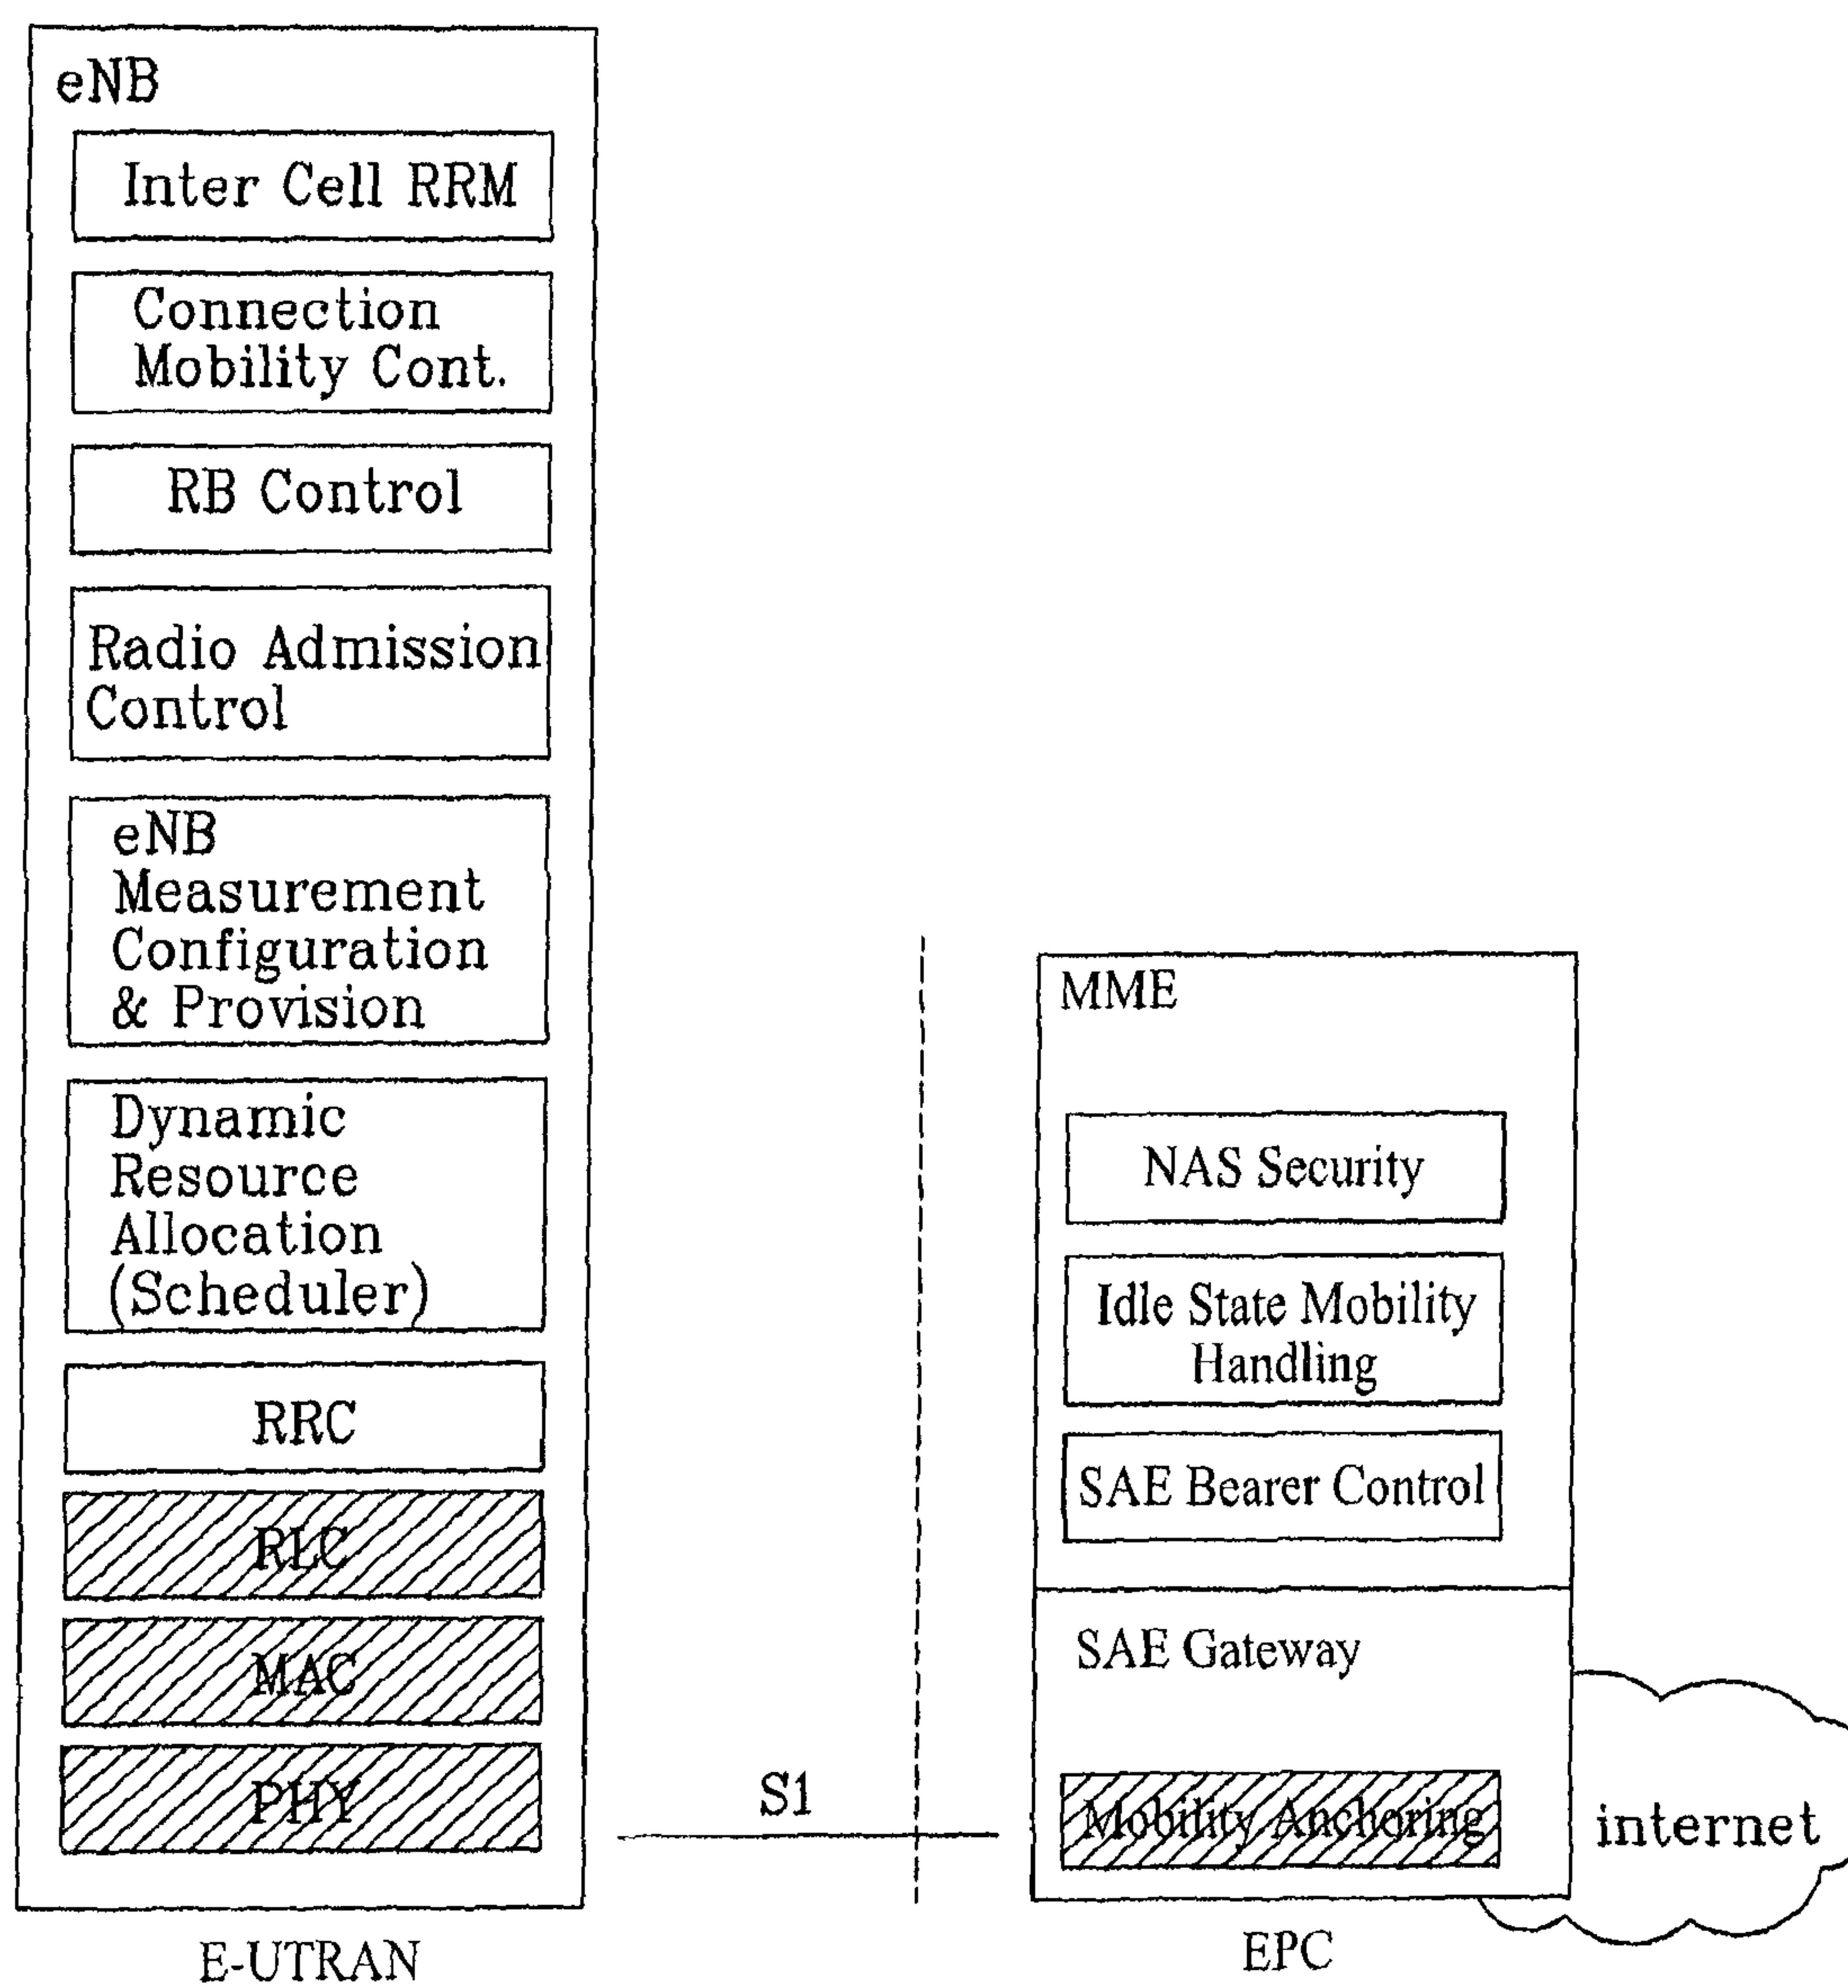 eNB
Inter Cell RRM
Connection
Mobility Cont.
RB Control
Radio Admission
Control
eNB
Measurement
Configuration
& Provision
Dynamic
Resource
Allocation
(Scheduler)
RRC
RLC
MAC
PHY
E-UTRAN
S1
MME
NAS Security
Idle State Mobility
Handling
SAE Bearer Control
SAE Gateway
Mobility Anchoring
EPC
internet